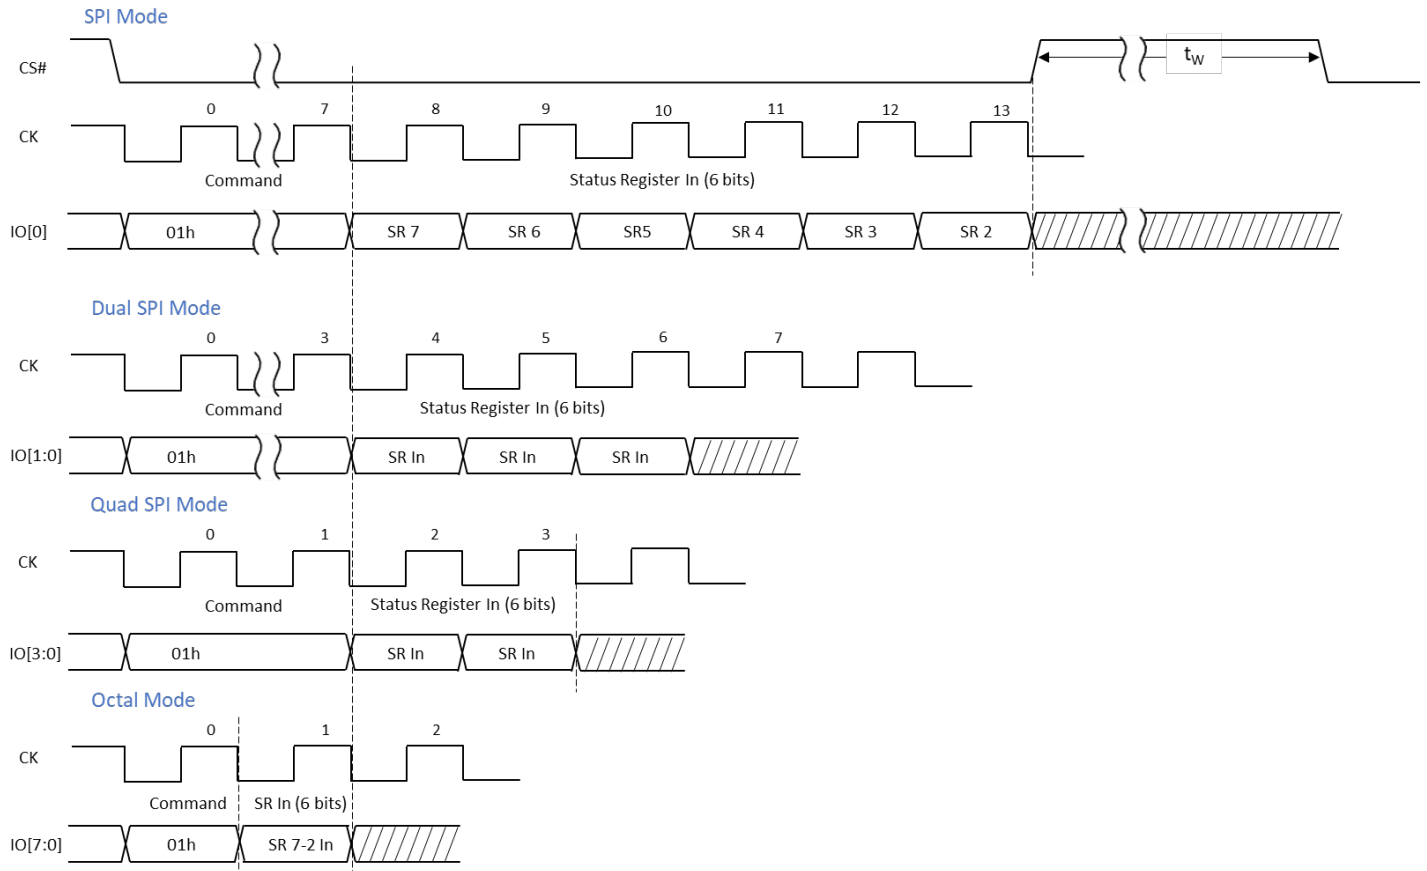 SPI Mode
CS#
tW
0 7 8 9 10 11 12 13
CK
Command Status Register In (6 bits)
IO[0] 01h SR 7 SR 6 SR5 SR 4 SR 3 SR 2
Dual SPI Mode
0 3 4 5 6 7
CK
Command Status Register In (6 bits)
IO[1:0] 01h SR In SR In SR In
Quad SPI Mode
0 1 2 3
CK
Command Status Register In (6 bits)
IO[3:0] 01h SR In SR In
Octal Mode
0 1 2
CK
Command SR In (6 bits)
IO[7:0] 01h SR 7-2 In